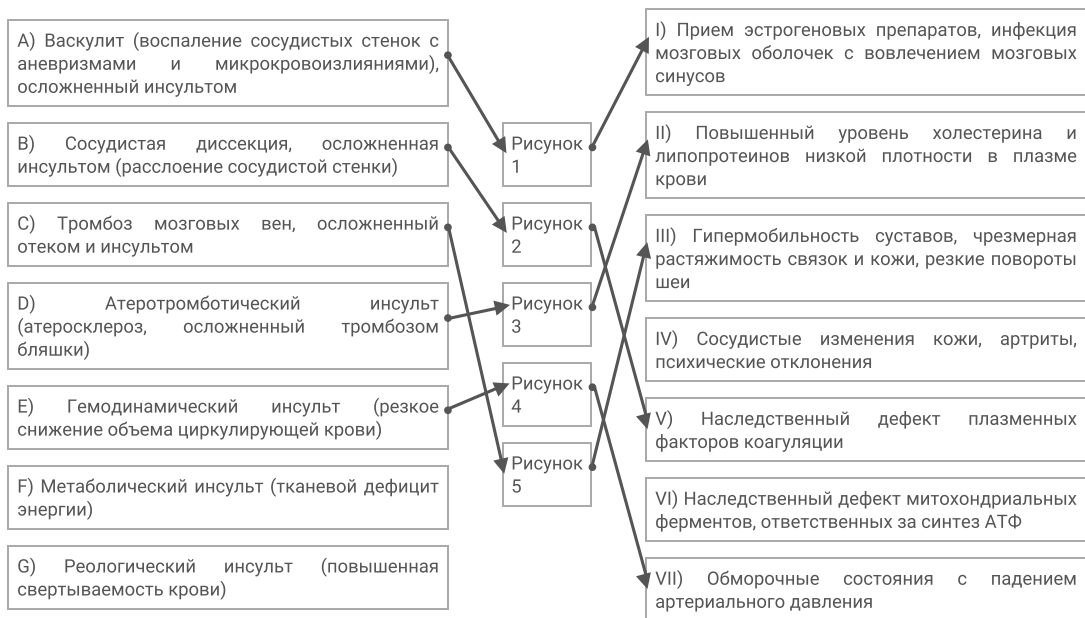 А) Васкулит (воспаление сосудистых стенок с
аневризмами и микрокровоизлияниями),
осложненный инсультом
B) Сосудистая диссекция, осложненная
инсультом (расслоение сосудистой стенки)
C) Тромбоз мозговых вен, осложненный
отеком и инсультом
D) Атеротромботический инсульт
(атеросклероз, осложненный тромбозом
бляшки)
E) Гемодинамический инсульт (резкое
снижение объема циркулирующей крови)
F) Метаболический инсульт (тканевой дефицит
энергии)
G) Реологический инсульт (повышенная
свертываемость крови)
Рисунок
1
Рисунок
2
Рисунок
3
Рисунок
4
Рисунок
5
I) Прием эстрогеновых препаратов, инфекция
мозговых оболочек с вовлечением мозговых
синусов
II) Повышенный уровень холестерина и
липопротеинов низкой плотности в плазме
крови
III) Гипермобильность суставов, чрезмерная
растяжимость связок и кожи, резкие повороты
шеи
IV) Сосудистые изменения кожи, артриты,
психические отклонения
V) Наследственный дефект плазменных
факторов коагуляции
VI) Наследственный дефект митохондриальных
ферментов, ответственных за синтез АТФ
VII) Обморочные состояния с падением
артериального давления